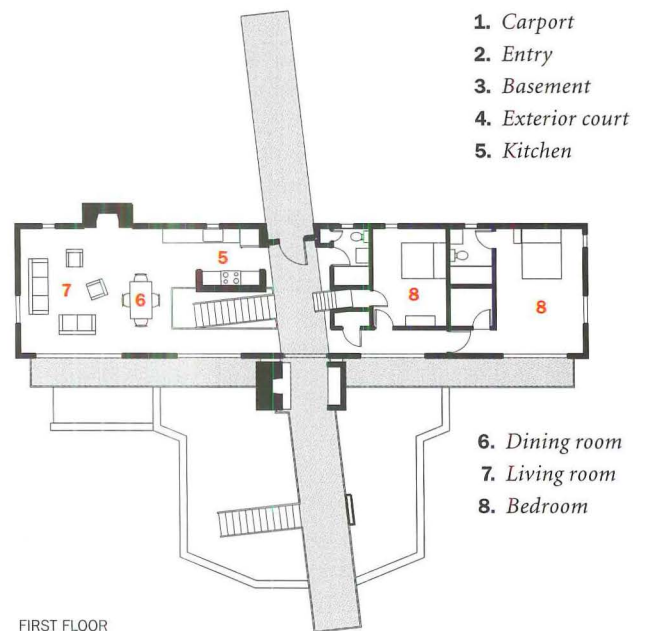 1. Carport
2. Entry
3. Basement
4. Exterior court
5. Kitchen
5
7
6
8
8
6. Dining room
7. Living room
8. Bedroom
FIRST FLOOR